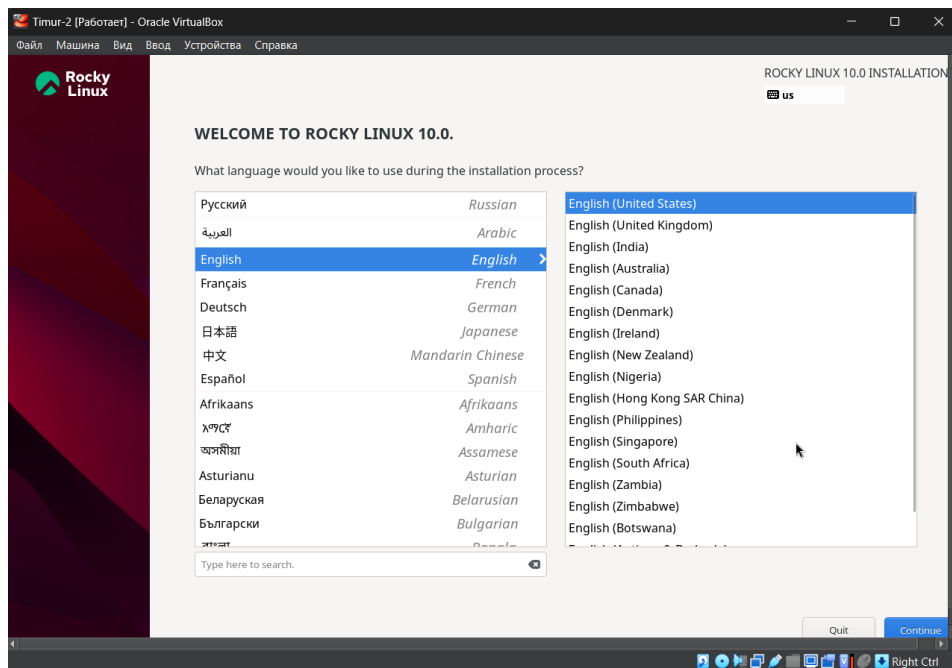 Timur-2 [Работает] - Oracle VirtualBox
Файл Машина Вид Ввод Устройства Справка
Rocky
Linux
ROCKY LINUX 10.0 INSTALLATION
us
WELCOME TO ROCKY LINUX 10.0.
What language would you like to use during the installation process?
Русский Russian
العربية Arabic
English English
Français French
Deutsch German
日本語 Japanese
中文 Mandarin Chinese
Español Spanish
Afrikaans Afrikaans
አማርኛ Amharic
অসমীয়া Assamese
Asturianu Asturian
Беларуская Belarusian
Български Bulgarian
বাংলা Bangla
Type here to search.
English (United States)
English (United Kingdom)
English (India)
English (Australia)
English (Canada)
English (Denmark)
English (Ireland)
English (New Zealand)
English (Nigeria)
English (Hong Kong SAR China)
English (Philippines)
English (Singapore)
English (South Africa)
English (Zambia)
English (Zimbabwe)
English (Botswana)
Quit Continue
Right Ctrl